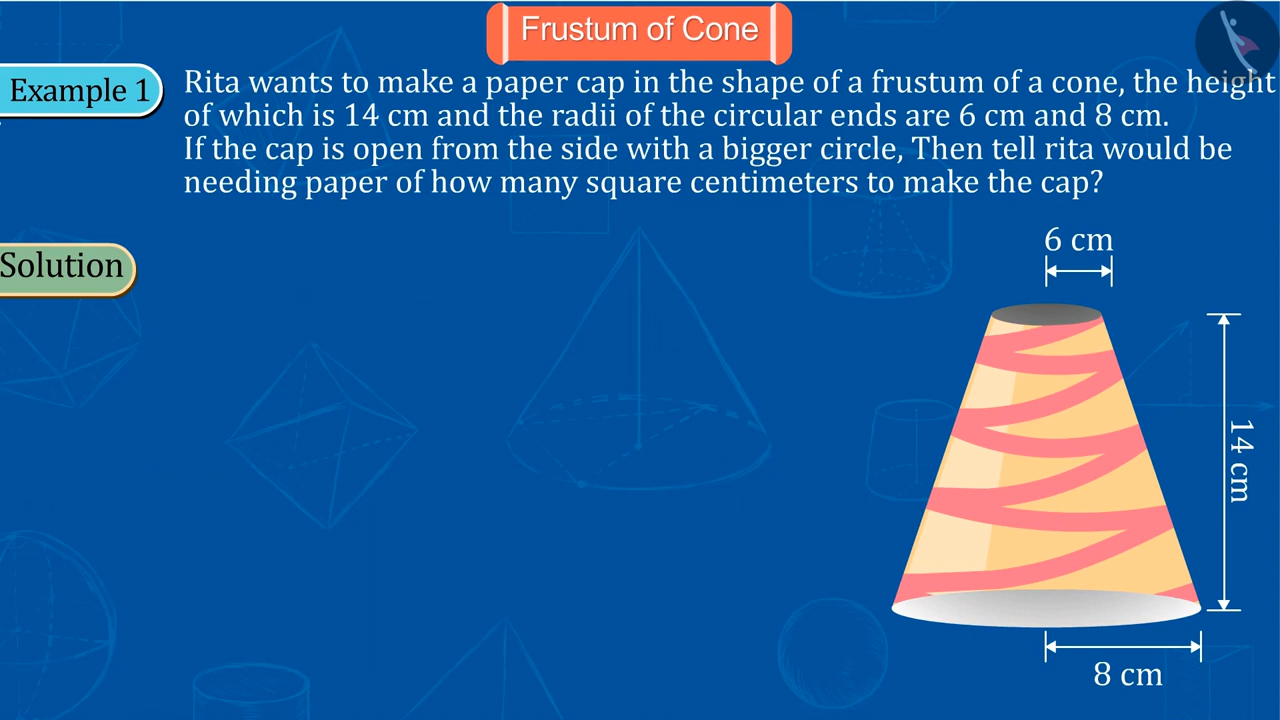 Frustum of Cone
Example 1
Rita wants to make a paper cap in the shape of a frustum of a cone, the height
of which is 14 cm and the radii of the circular ends are 6 cm and 8 cm.
If the cap is open from the side with a bigger circle, Then tell rita would be
needing paper of how many square centimeters to make the cap?
Solution
6 cm
14 cm
8 cm